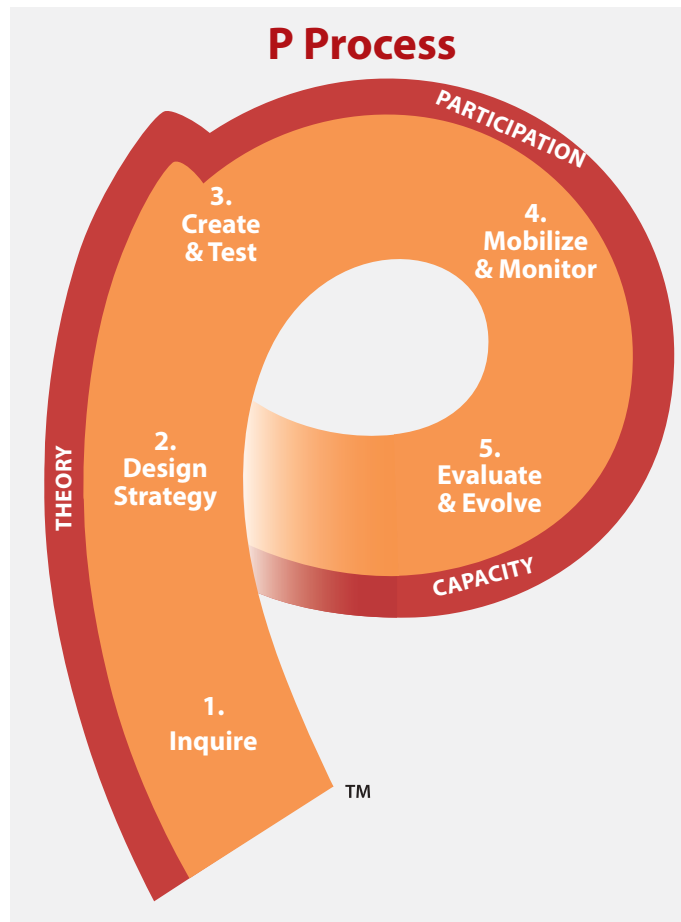 P Process
PARTICIPATION
3.
Create
& Test
4.
Mobilize
& Monitor
THEORY
2.
Design
Strategy
5.
Evaluate
& Evolve
CAPACITY
1.
Inquire
TM